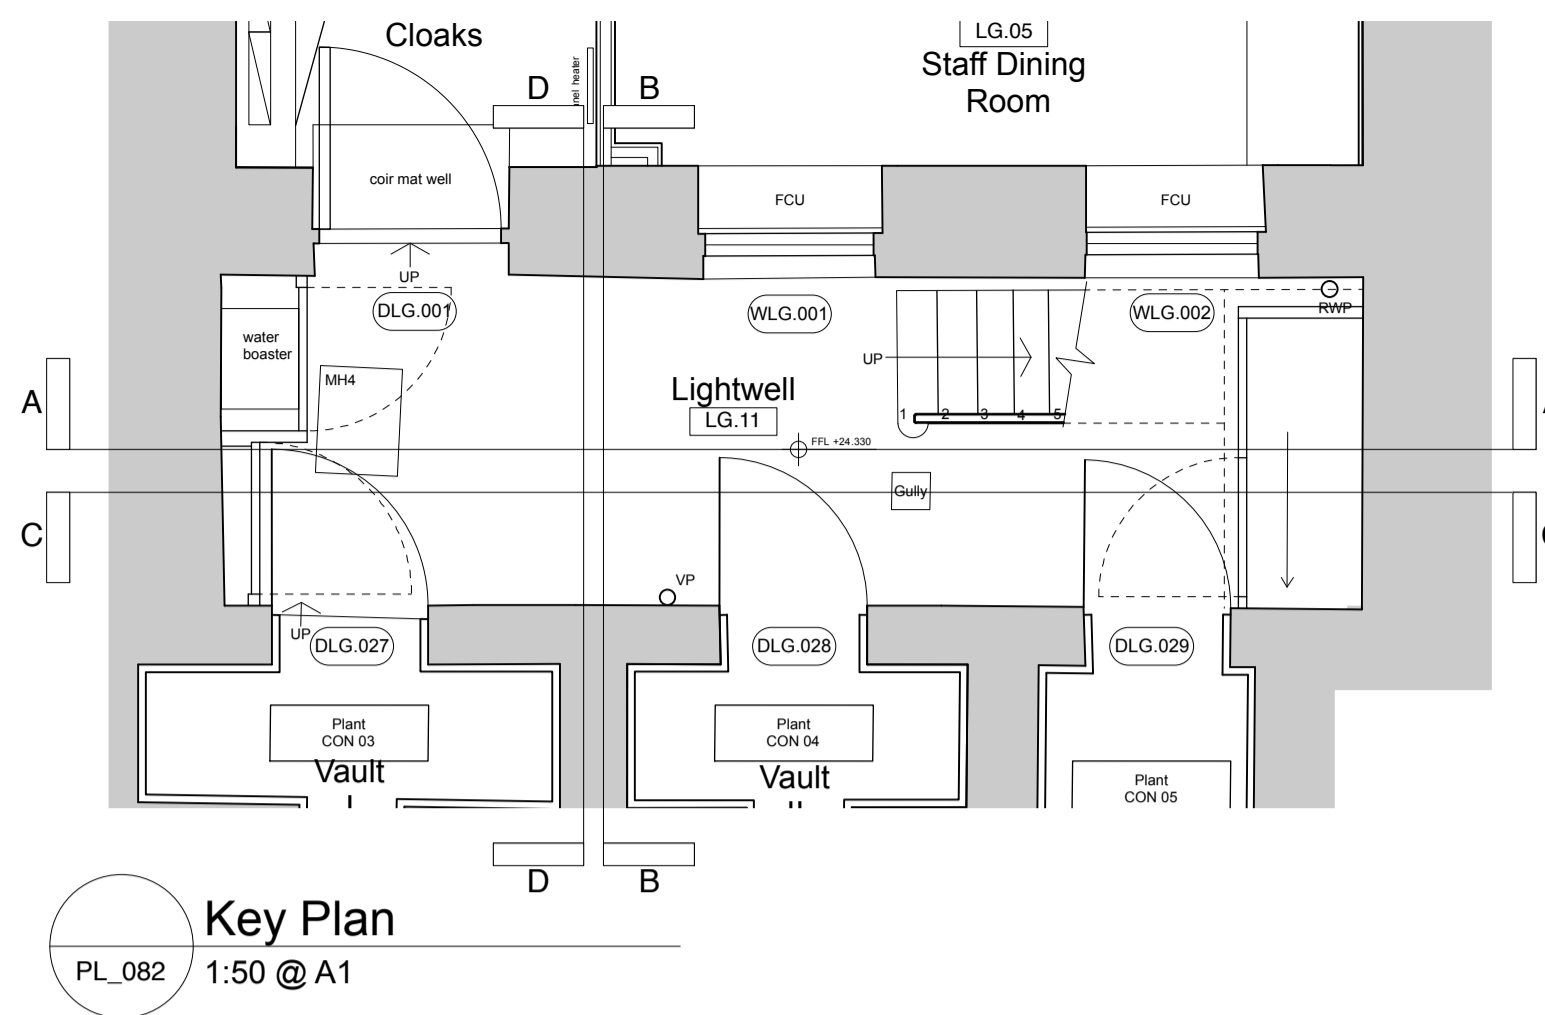 Cloaks
LG.05
Staff Dining
Room
D
B
coir mat well
FCU
FCU
UP
DLG.001
WLG.001
WLG.002
RWP
water
boaster
UP
MH4
A
Lightwell
LG.11
1 2 3 4 5
FFL +24.330
Gully
C
VP
UP
DLG.027
DLG.028
DLG.029
Plant
CON 03
Plant
CON 04
Vault
Vault
Plant
CON 05
D
B
Key Plan
PL_082
1:50 @ A1